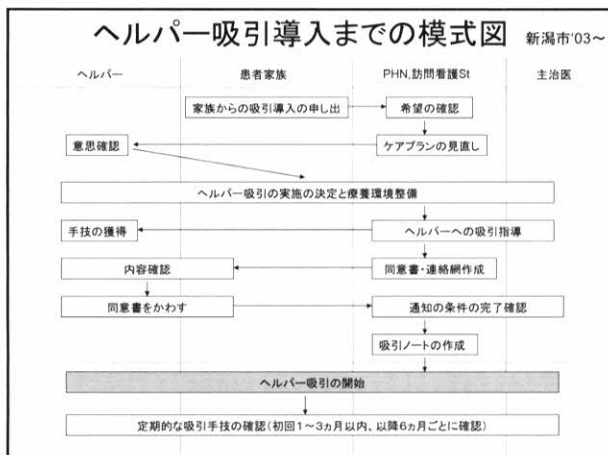 ヘルパー吸引導入までの模式図 新潟市'03～
ヘルパー 患者家族 PHN,訪問看護St 主治医
家族からの吸引導入の申し出 希望の確認
意思確認 ケアプランの見直し
ヘルパー吸引の実施の決定と療養環境整備
手技の獲得 ヘルパーへの吸引指導
内容確認 同意書・連絡網作成
同意書をかわす 通知の条件の完了確認
吸引ノートの作成
ヘルパー吸引の開始
定期的な吸引手技の確認(初回1～3ヵ月以内、以降6ヵ月ごとに確認)